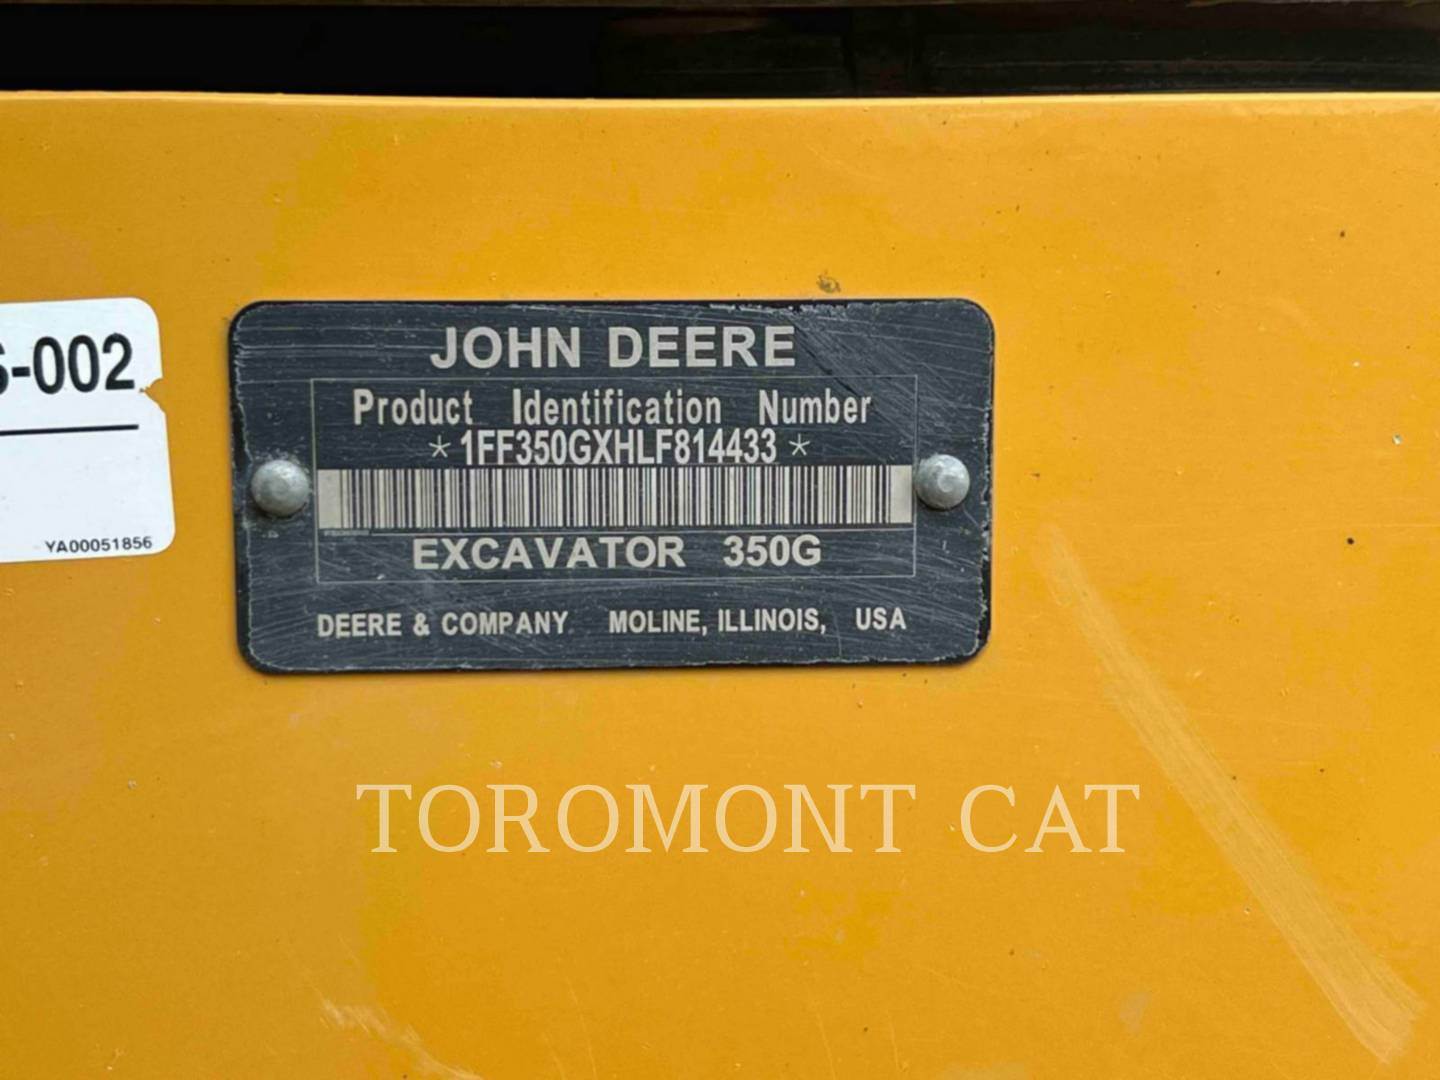 -002
YA00051856
JOHN DEERE
Product Identification Number
*1FF350GXHLF814433*
EXCAVATOR 350G
DEERE & COMPANY MOLINE, ILLINOIS, USA
TOROMONT CAT